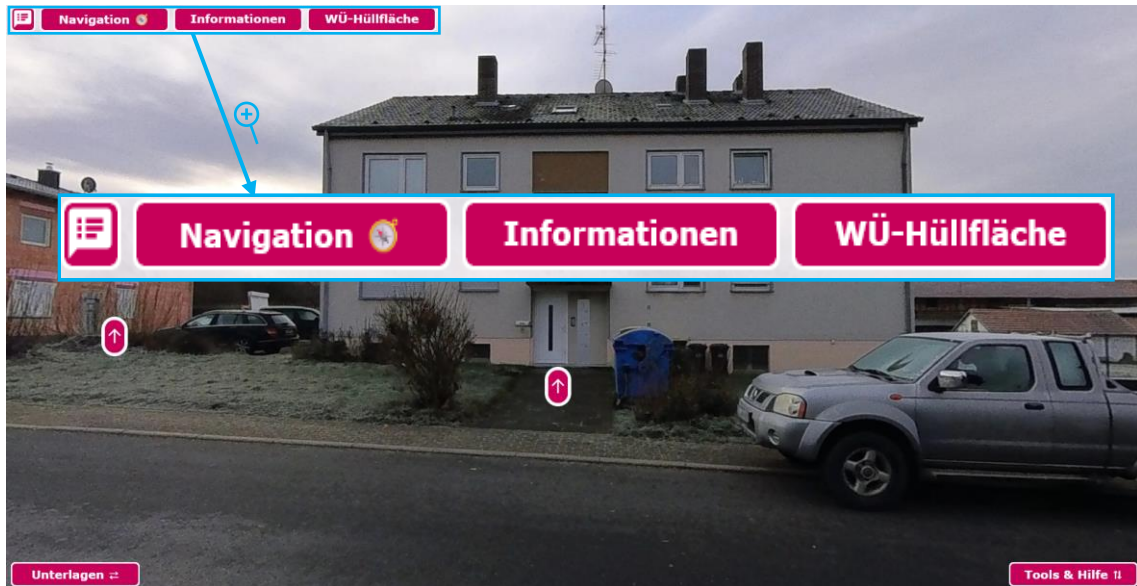 Navigation 🧭 Informationen WÜ-Hüllfläche
Navigation 🧭 Informationen WÜ-Hüllfläche
Unterlagen ⇄ Tools & Hilfe ⇅